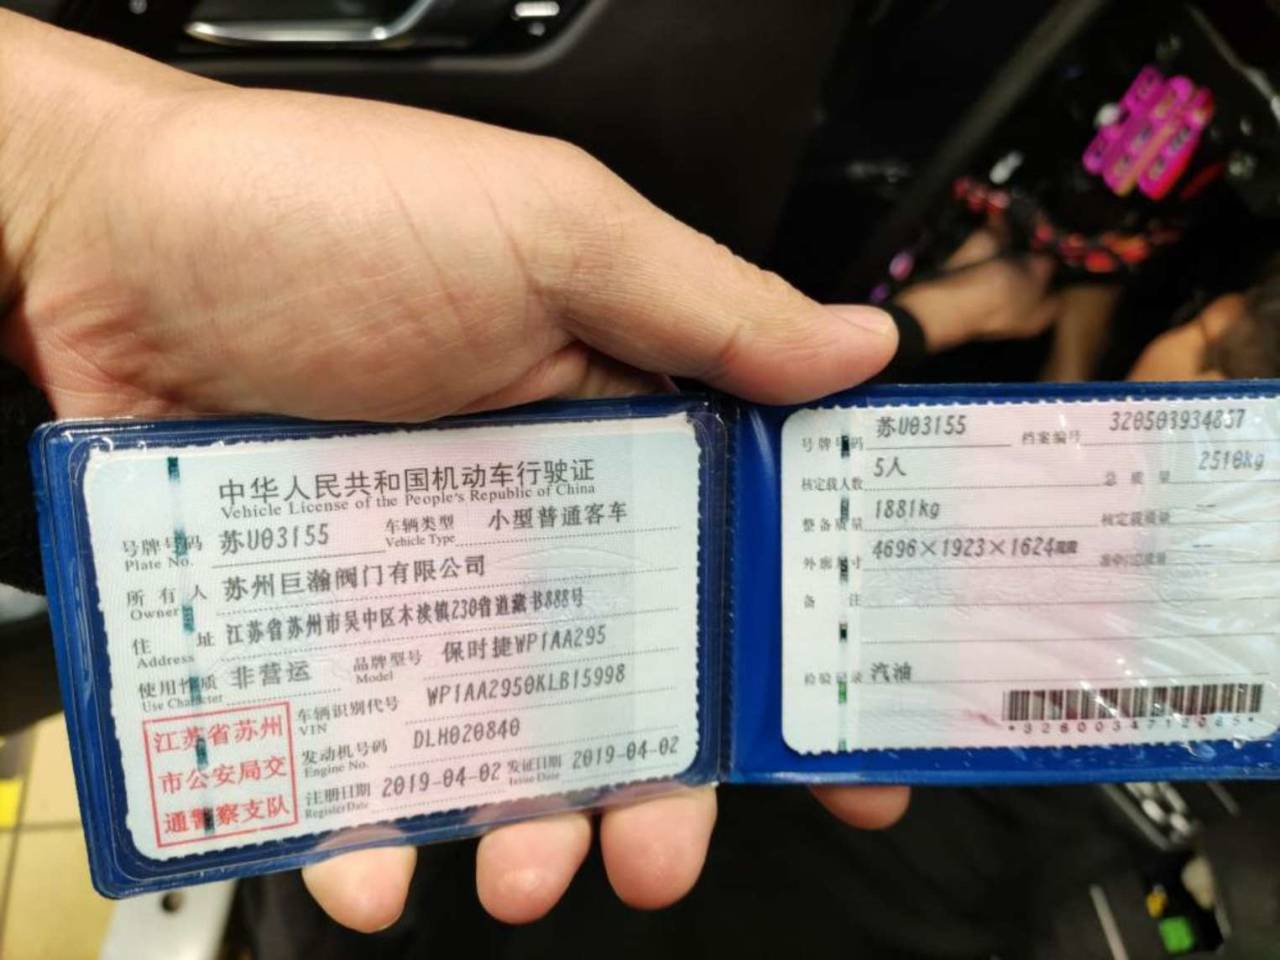 中华人民共和国机动车行驶证
Vehicle License of the People's Republic of China
号牌号码 苏U03155 车辆类型 小型普通客车
Plate No. Vehicle Type
所有人 苏州巨瀚阀门有限公司
Owner
住址 江苏省苏州市吴中区木渎镇230省道藏书888号
Address
使用性质 非营运 品牌型号 保时捷WP1AA295
Use Character Model
车辆识别代号 WP1AA2950KLB15998
VIN
发动机号码 DLH020840
Engine No.
注册日期 2019-04-02 发证日期 2019-04-02
Register Date Issue Date
江苏省苏州
市公安局交
通警察支队
号牌号码 苏U03155 档案编号 320503934857
核定载人数 5人 总质量 2510kg
整备质量 1881kg 核定载质量 --
外廓尺寸 4696×1923×1624mm --
备注
检验记录 汽油